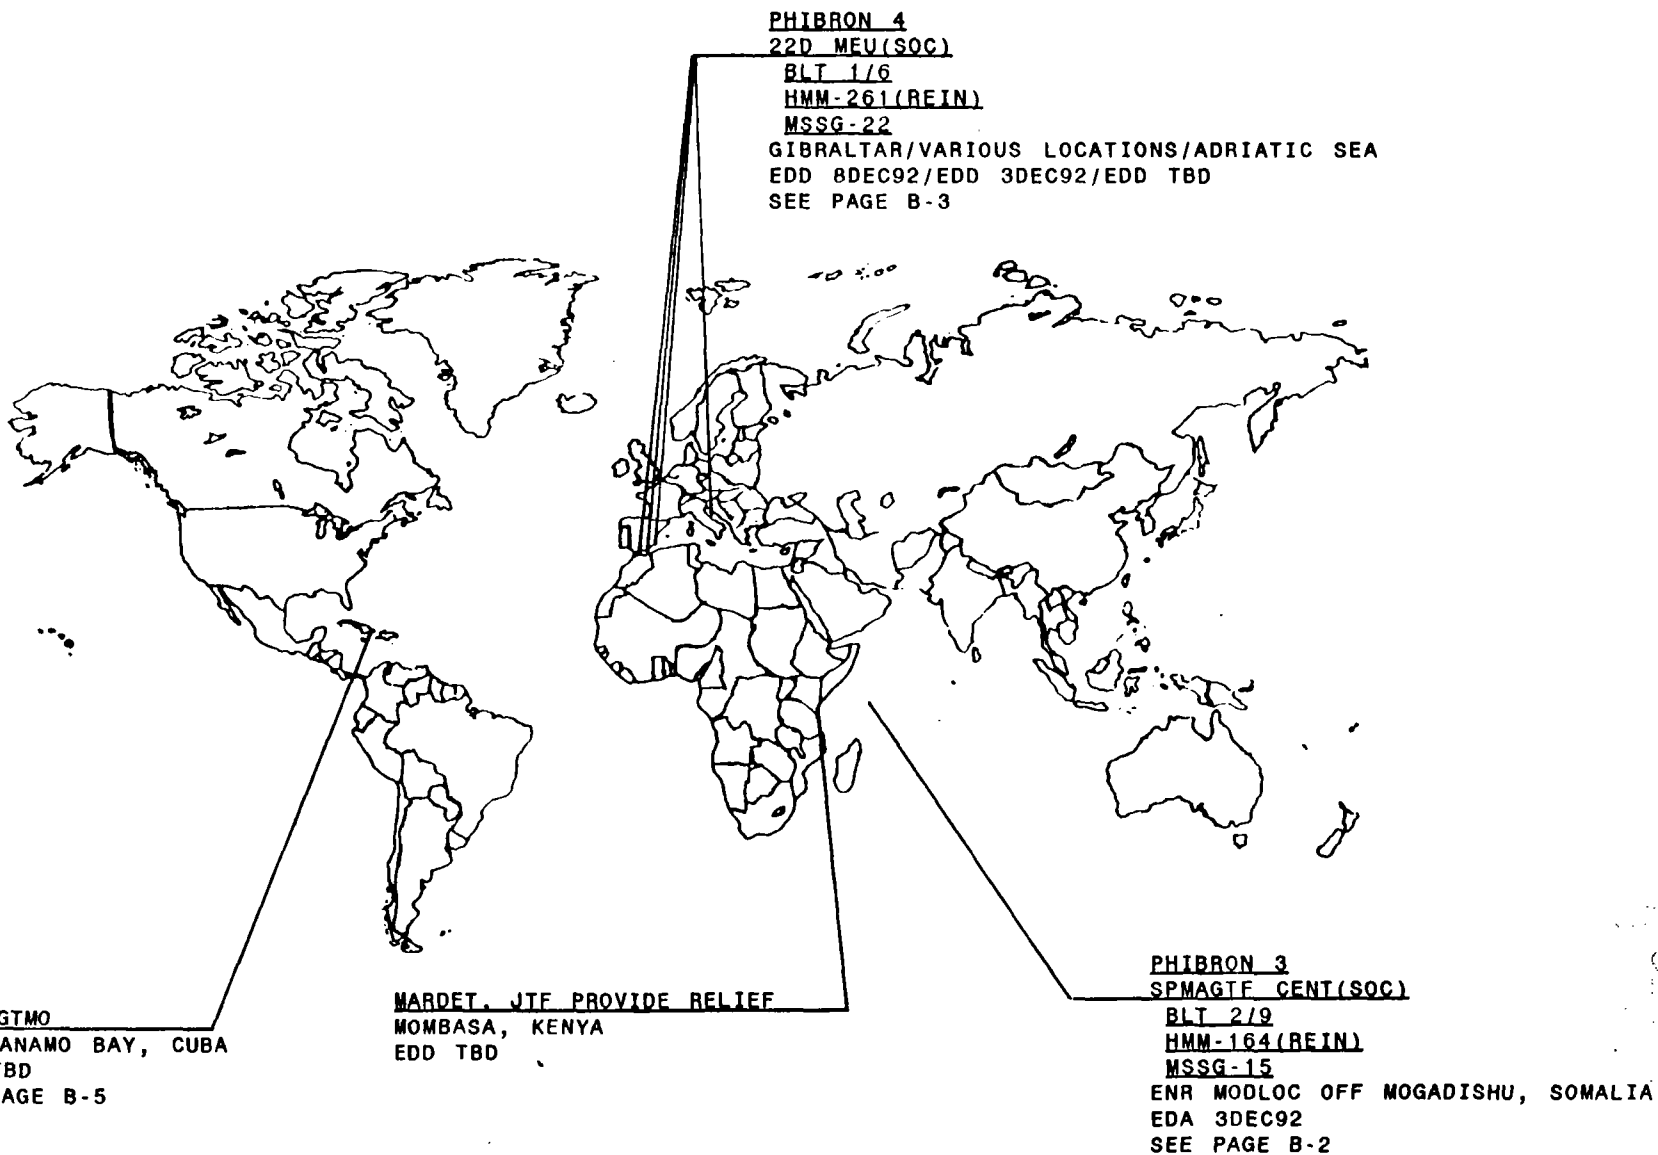 PHIBRON 4
22D MEU(SOC)
BLT 1/6
HMM-261(REIN)
MSSG-22
GIBRALTAR/VARIOUS LOCATIONS/ADRIATIC SEA
EDD 8DEC92/EDD 3DEC92/EDD TBD
SEE PAGE B-3
GTMO
ANAMO BAY, CUBA
TBD
AGE B-5
MARDET, JTF PROVIDE RELIEF
MOMBASA, KENYA
EDD TBD
PHIBRON 3
SPMAGTF CENT(SOC)
BLT 2/9
HMM-164(REIN)
MSSG-15
ENR MODLOC OFF MOGADISHU, SOMALIA
EDA 3DEC92
SEE PAGE B-2